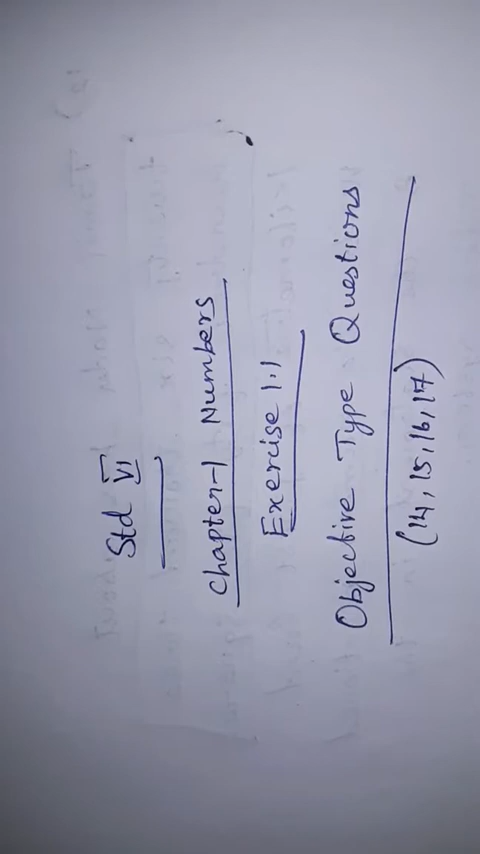 Std VI
Chapter-1 Numbers
Exercise 1.1
Objective Type Questions
(14, 15, 16, 17)